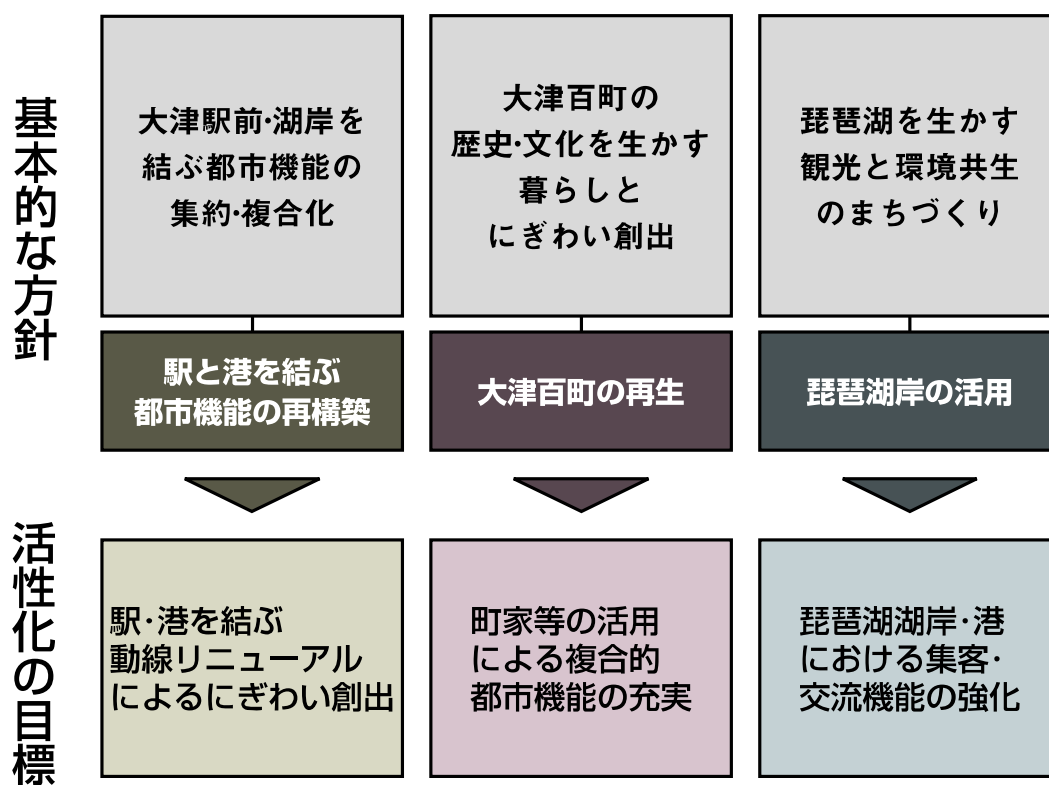 基本的な方針
大津駅前･湖岸を
結ぶ都市機能の
集約･複合化
大津百町の
歴史･文化を生かす
暮らしと
にぎわい創出
琵琶湖を生かす
観光と環境共生
のまちづくり
駅と港を結ぶ
都市機能の再構築
大津百町の再生
琵琶湖岸の活用
活性化の目標
駅･港を結ぶ
動線リニューアル
によるにぎわい創出
町家等の活用
による複合的
都市機能の充実
琵琶湖湖岸･港
における集客･
交流機能の強化